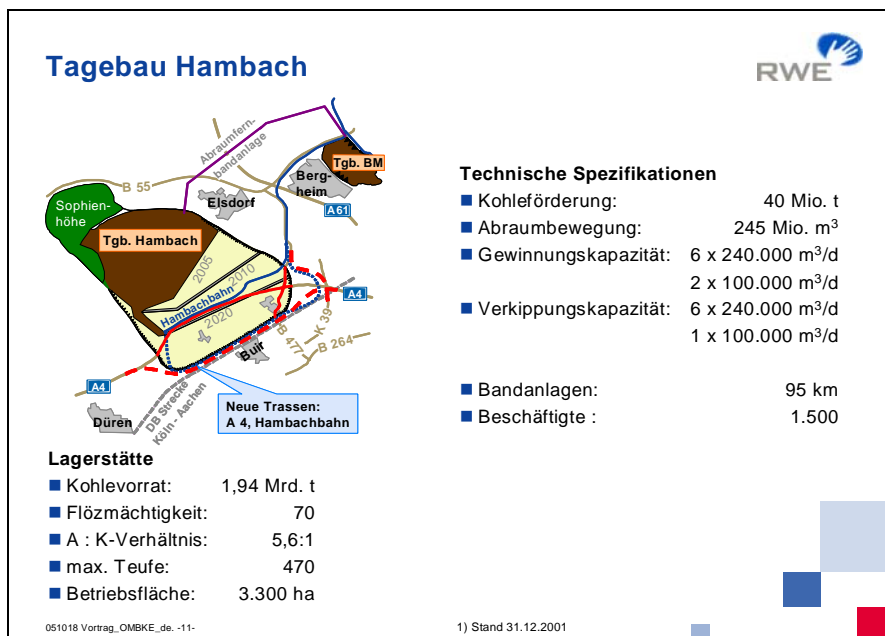 Tagebau Hambach
RWE
Abraumfern-
bandanlage
Tgb. BM
Berg-
heim
B 55
Elsdorf
A 61
Sophien-
höhe
Tgb. Hambach
2005
2010
Hambachbahn
A4
2020
K 39
B 477
B 264
Buir
A4
DB Strecke
Köln - Aachen
Düren
Neue Trassen:
A 4, Hambachbahn
Technische Spezifikationen
Kohleförderung: 40 Mio. t
Abraumbewegung: 245 Mio. m³
Gewinnungskapazität: 6 x 240.000 m³/d
2 x 100.000 m³/d
Verkippungskapazität: 6 x 240.000 m³/d
1 x 100.000 m³/d
Bandanlagen: 95 km
Beschäftigte : 1.500
Lagerstätte
Kohlevorrat: 1,94 Mrd. t
Flözmächtigkeit: 70
A : K-Verhältnis: 5,6:1
max. Teufe: 470
Betriebsfläche: 3.300 ha
051018 Vortrag_OMBKE_de. -11-
1) Stand 31.12.2001